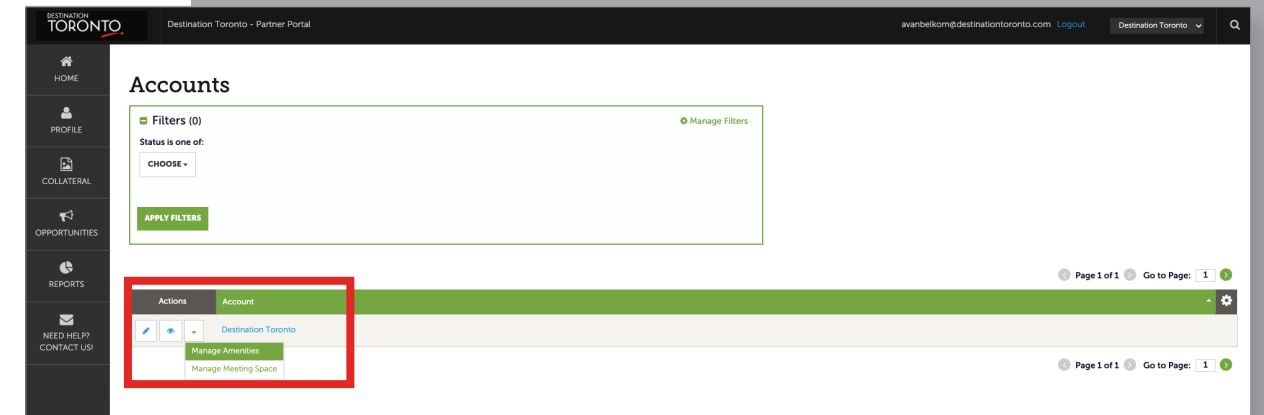 DESTINATION
TORONTO
Destination Toronto - Partner Portal
avanbelkom@destinationtoronto.com Logout
Destination Toronto
HOME
PROFILE
COLLATERAL
OPPORTUNITIES
REPORTS
NEED HELP?
CONTACT US!
Accounts
Filters (0)
Manage Filters
Status is one of:
CHOOSE
APPLY FILTERS
Page 1 of 1 Go to Page: 1
Actions Account
Destination Toronto
Manage Amenities
Manage Meeting Space
Page 1 of 1 Go to Page: 1